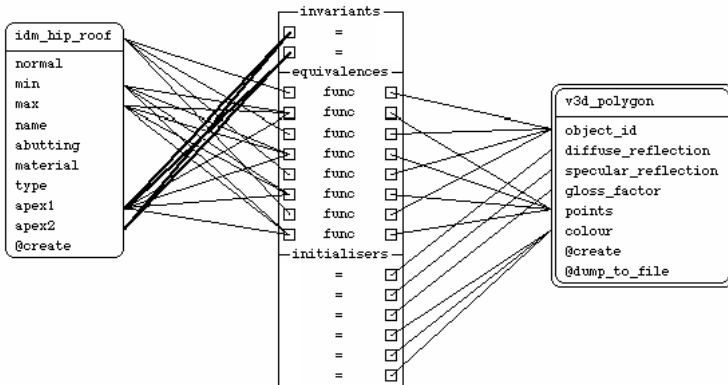 idm_hip_roof
normal
min
max
name
abutting
material
type
apex1
apex2
@create
invariants
=
=
equivalences
func
func
func
func
func
func
func
func
initialisers
=
=
=
=
=
=
v3d_polygon
object_id
diffuse_reflection
specular_reflection
gloss_factor
points
colour
@create
@dump_to_file